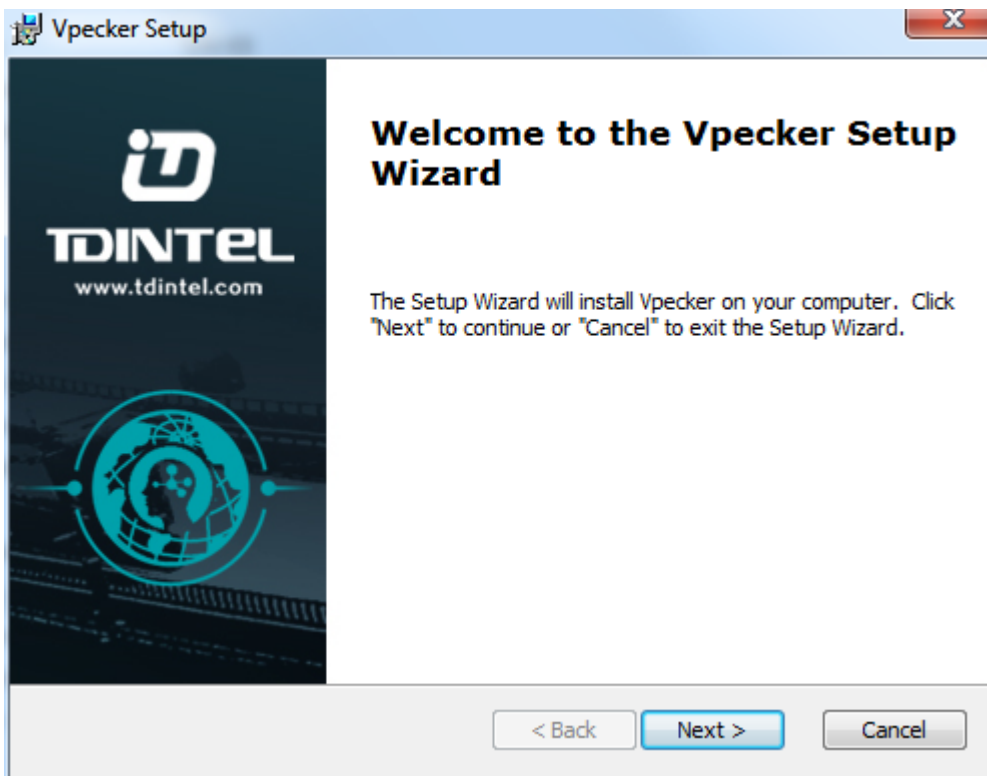 Vpecker Setup
TDINTEL
www.tdintel.com
Welcome to the Vpecker Setup
Wizard
The Setup Wizard will install Vpecker on your computer. Click
"Next" to continue or "Cancel" to exit the Setup Wizard.
< Back
Next >
Cancel